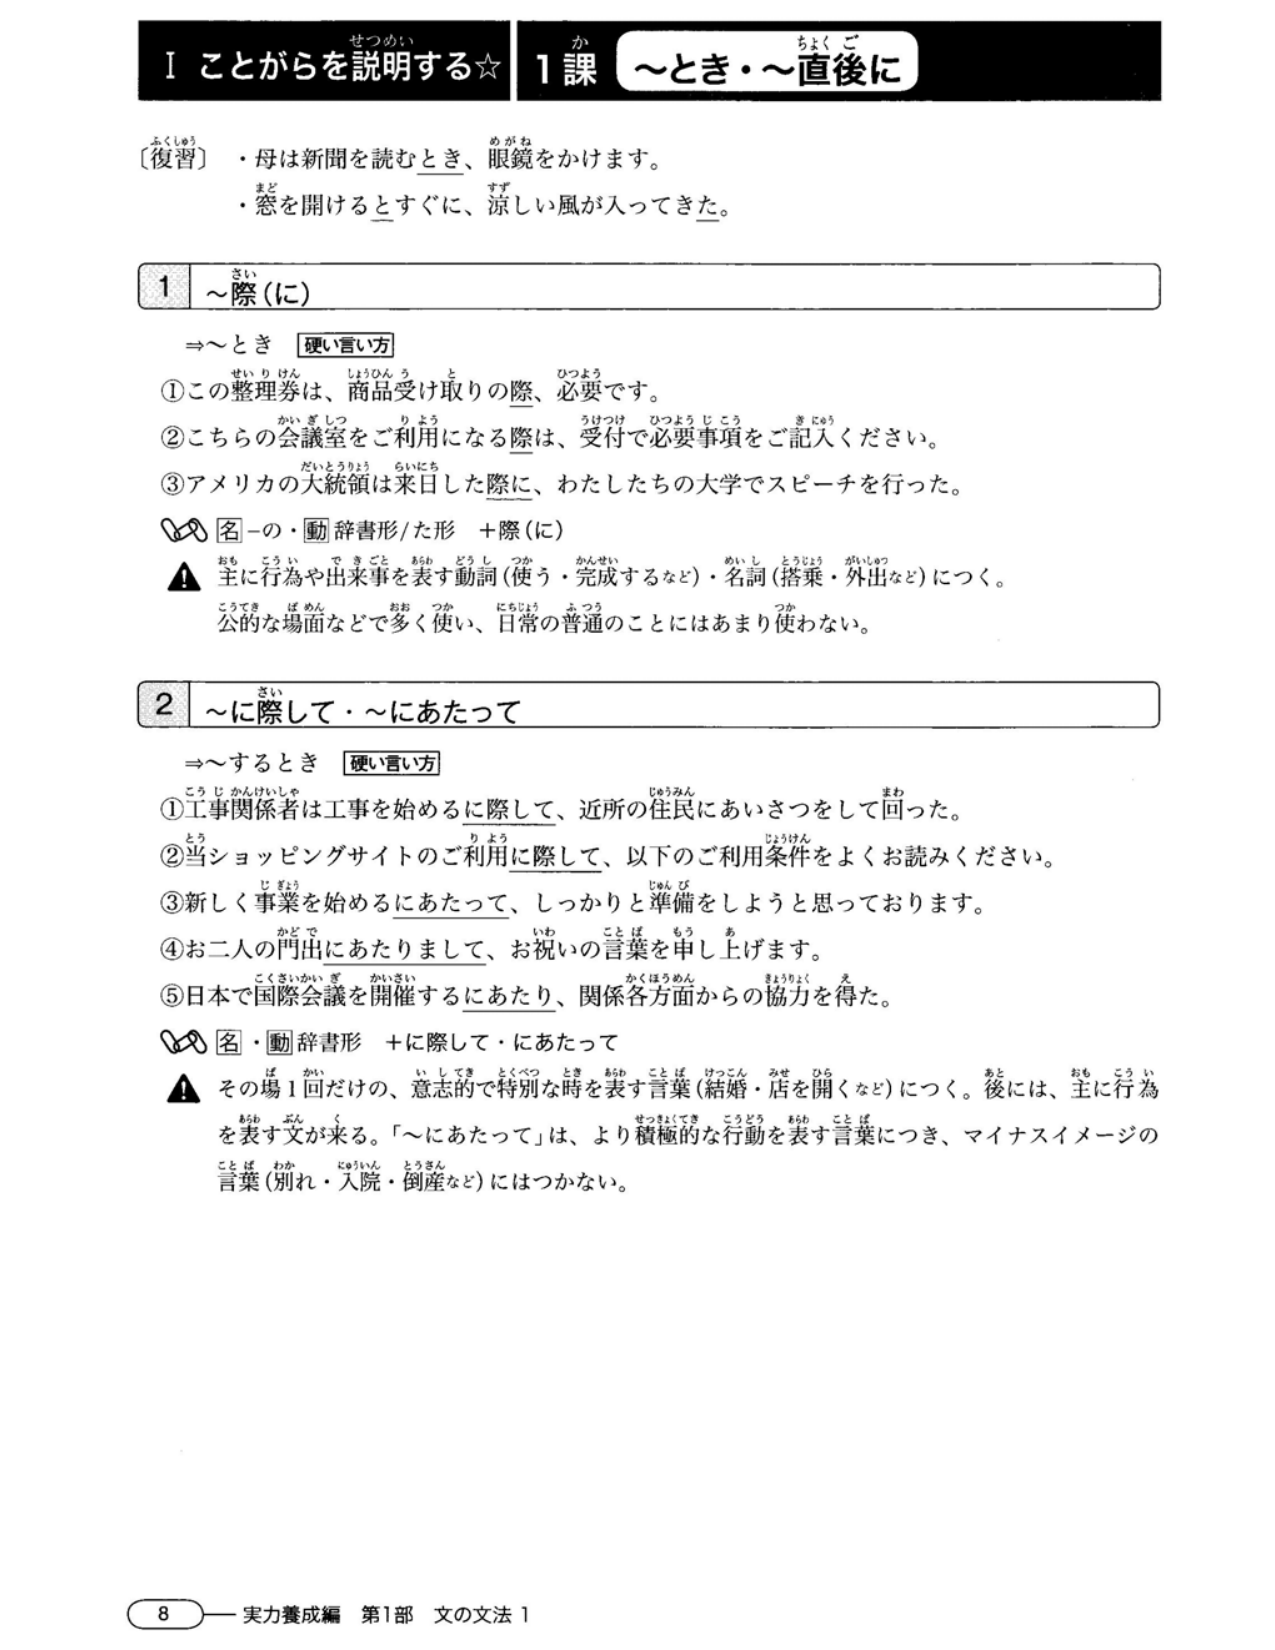 Ⅰ ことがらを説明する☆ 1課 ～とき・～直後に
〔復習〕 ・母は新聞を読むとき、眼鏡をかけます。
・窓を開けるとすぐに、涼しい風が入ってきた。
1 ～際(に)
⇒～とき 硬い言い方
①この整理券は、商品受け取りの際、必要です。
②こちらの会議室をご利用になる際は、受付で必要事項をご記入ください。
③アメリカの大統領は来日した際に、わたしたちの大学でスピーチを行った。
名-の・動辞書形/た形 +際(に)
主に行為や出来事を表す動詞(使う・完成するなど)・名詞(搭乗・外出など)につく。
公的な場面などで多く使い、日常の普通のことにはあまり使わない。
2 ～に際して・～にあたって
⇒～するとき 硬い言い方
①工事関係者は工事を始めるに際して、近所の住民にあいさつをして回った。
②当ショッピングサイトのご利用に際して、以下のご利用条件をよくお読みください。
③新しく事業を始めるにあたって、しっかりと準備をしようと思っております。
④お二人の門出にあたりまして、お祝いの言葉を申し上げます。
⑤日本で国際会議を開催するにあたり、関係各方面からの協力を得た。
名・動辞書形 +に際して・にあたって
その場1回だけの、意志的で特別な時を表す言葉(結婚・店を開くなど)につく。後には、主に行為
を表す文が来る。「～にあたって」は、より積極的な行動を表す言葉につき、マイナスイメージの
言葉(別れ・入院・倒産など)にはつかない。
8 実力養成編 第1部 文の文法1